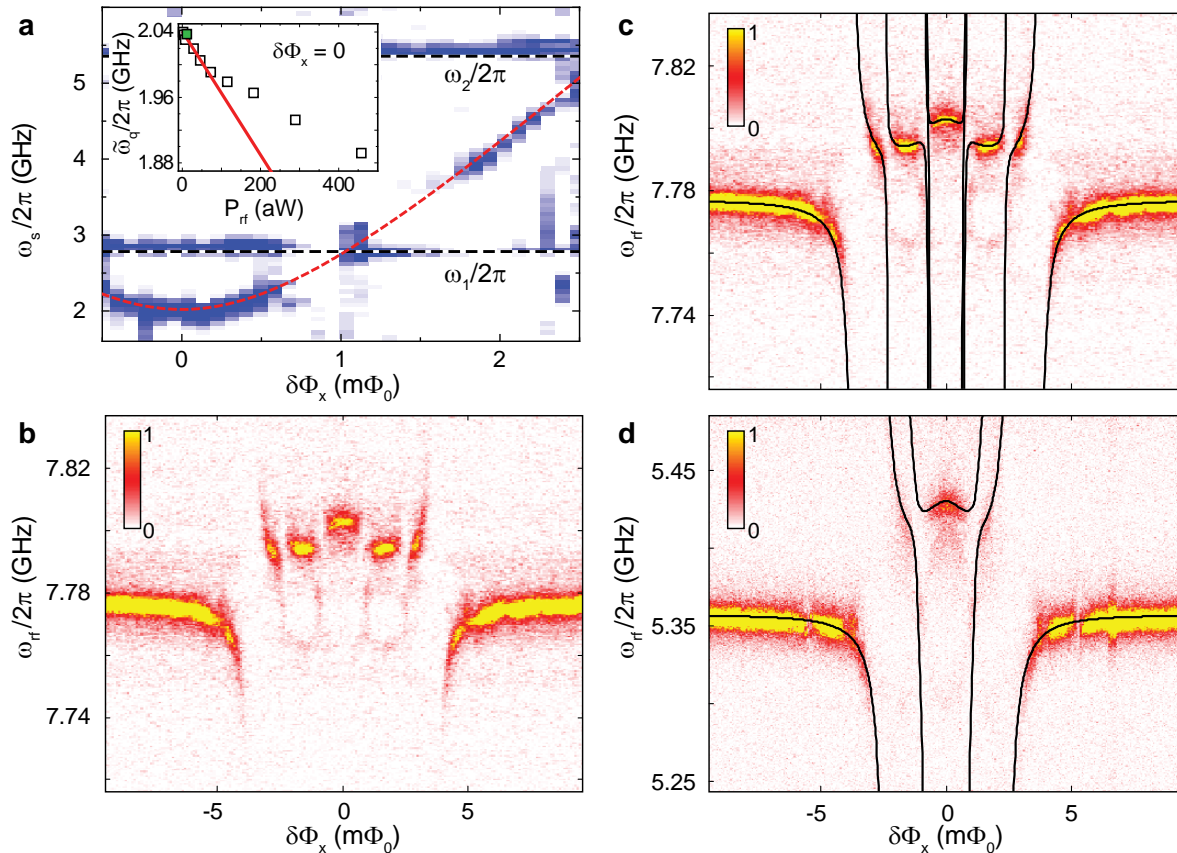 a
ω_s/2π (GHz)
5
4
3
2
0
1
2
δΦ_x (mΦ_0)
ω_2/2π
ω_1/2π
ω̃_q/2π (GHz)
2.04
1.96
1.88
0
200
400
P_rf (aW)
δΦ_x = 0
b
1
0
ω_rf/2π (GHz)
7.82
7.78
7.74
-5
0
5
δΦ_x (mΦ_0)
c
1
0
ω_rf/2π (GHz)
7.82
7.78
7.74
-5
0
5
d
1
0
ω_rf/2π (GHz)
5.45
5.35
5.25
-5
0
5
δΦ_x (mΦ_0)